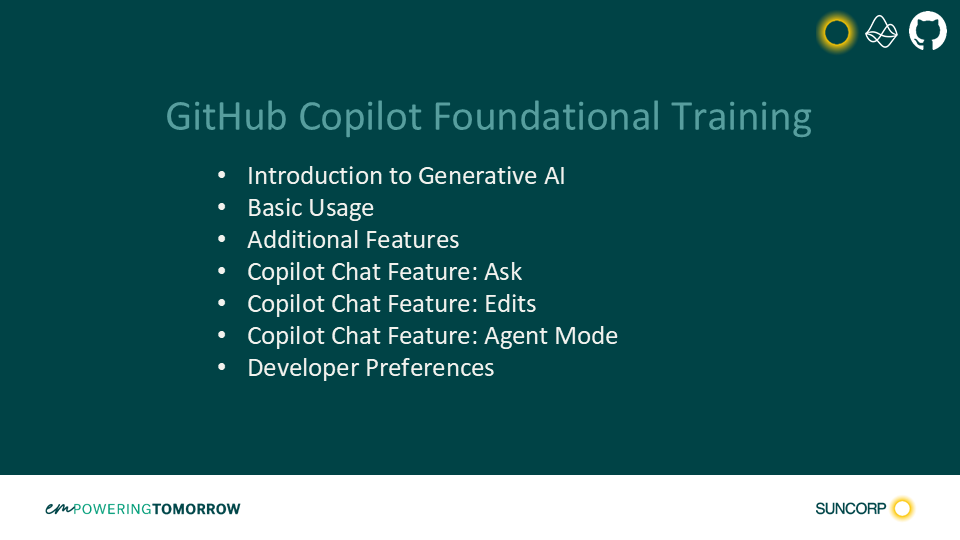 GitHub Copilot Foundational Training
• Introduction to Generative AI
• Basic Usage
• Additional Features
• Copilot Chat Feature: Ask
• Copilot Chat Feature: Edits
• Copilot Chat Feature: Agent Mode
• Developer Preferences
emPOWERINGTOMORROW
SUNCORP